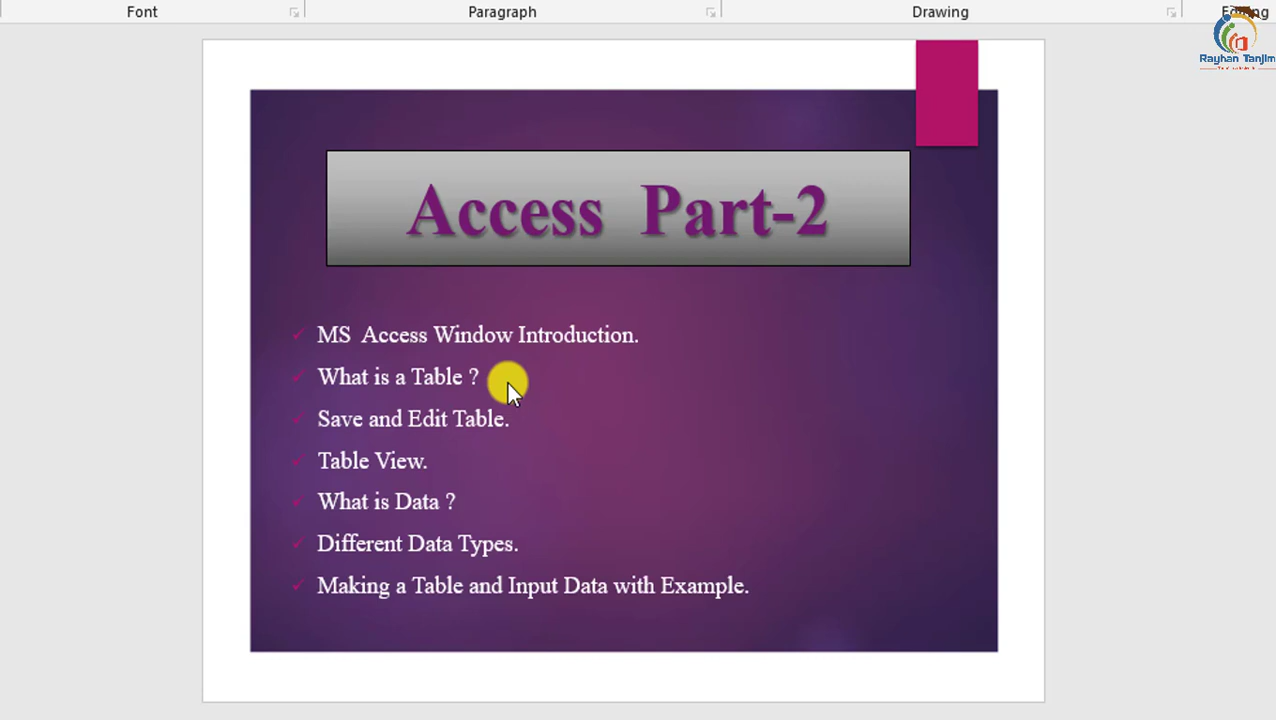 Font Paragraph Drawing Editing
Rayhan Tanjim
Access Part-2
MS Access Window Introduction.
What is a Table ?
Save and Edit Table.
Table View.
What is Data ?
Different Data Types.
Making a Table and Input Data with Example.